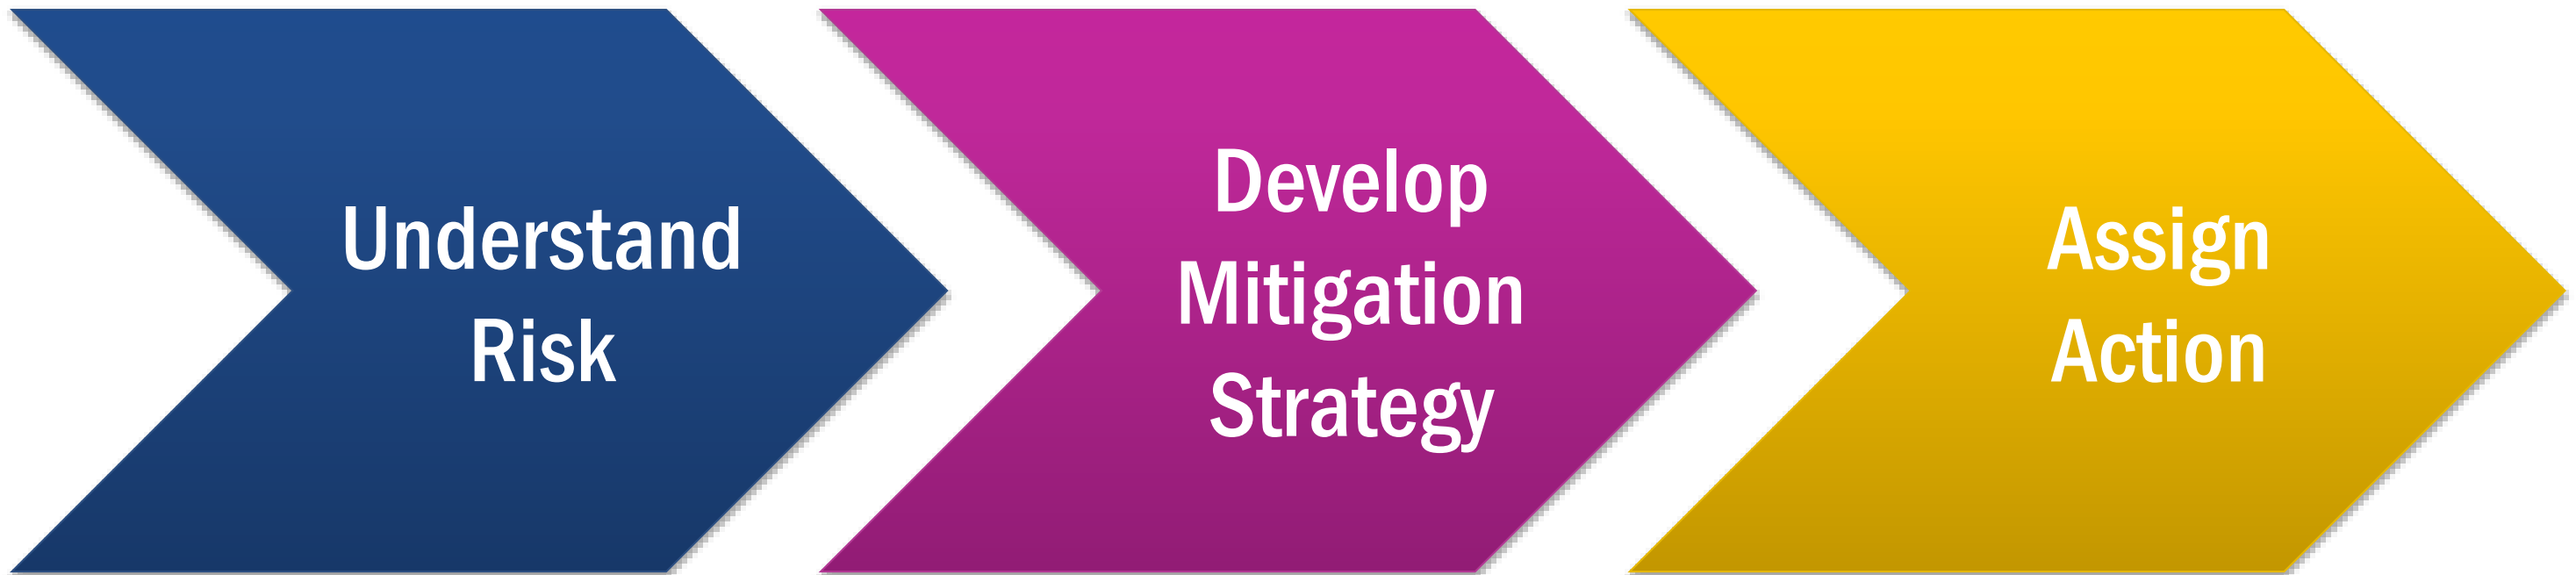 Understand
Risk
Develop
Mitigation
Strategy
Assign
Action